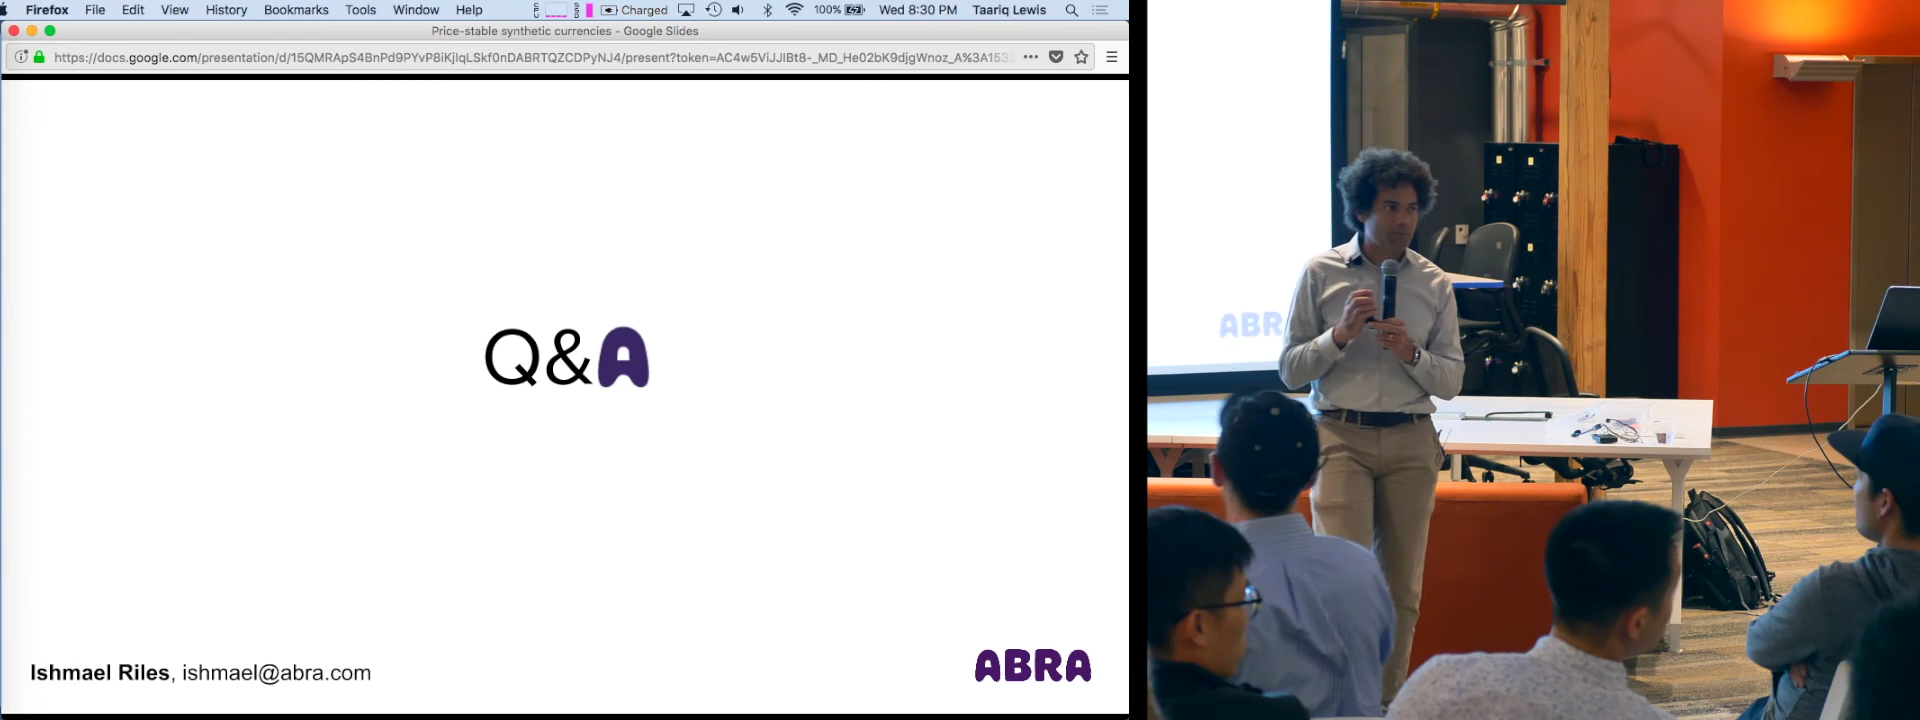 Firefox File Edit View History Bookmarks Tools Window Help Charged 100% Wed 8:30 PM Taariq Lewis
Price-stable synthetic currencies - Google Slides
https://docs.google.com/presentation/d/15QMRApS4BnPd9PYvP8iKjIqLSkf0nDABRTQZCDPyNJ4/present?token=AC4w5ViJJIBt8-_MD_He02bK9djgWnoz_A%3A1533
Q&A
Ishmael Riles, ishmael@abra.com
ABRA
ABR